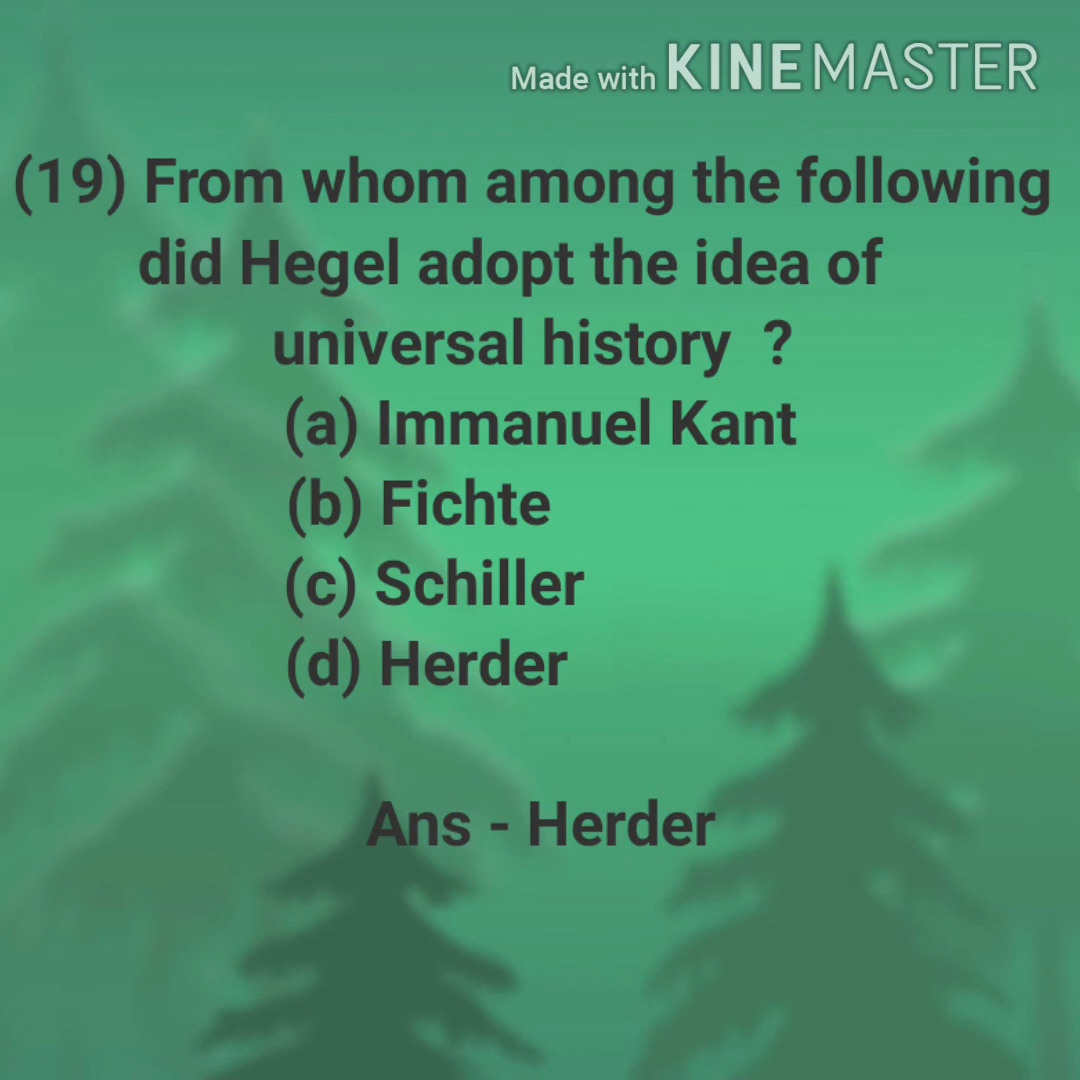 Made with KINEMASTER
(19) From whom among the following
did Hegel adopt the idea of
universal history ?
(a) Immanuel Kant
(b) Fichte
(c) Schiller
(d) Herder
Ans - Herder